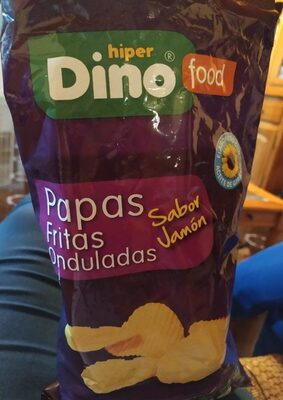 hiper
Dino®
food
Papas
Fritas
Onduladas
Sabor
Jamón